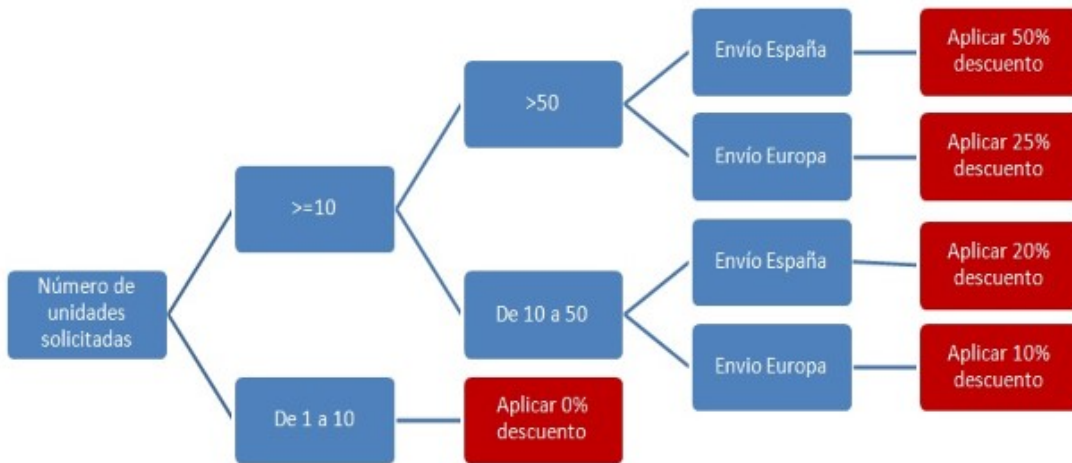 Número de
unidades
solicitadas
>=10
De 1 a 10
>50
De 10 a 50
Aplicar 0%
descuento
Envío España
Envío Europa
Envío España
Envio Europa
Aplicar 50%
descuento
Aplicar 25%
descuento
Aplicar 20%
descuento
Aplicar 10%
descuento